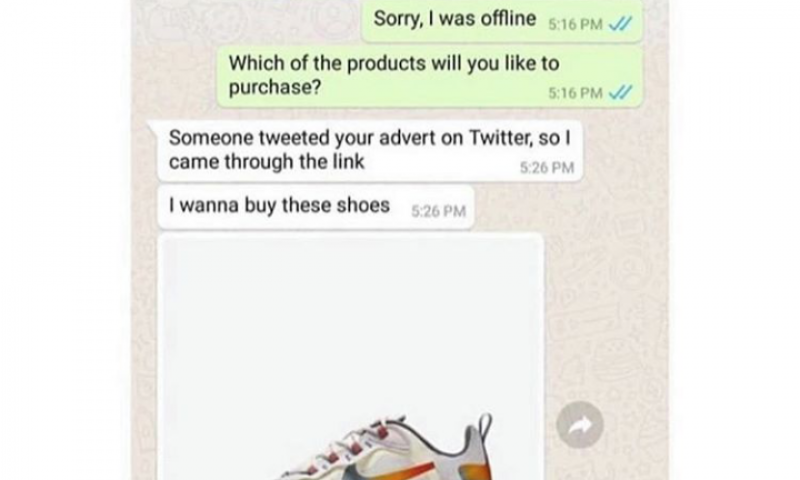 Sorry, I was offline 5:16 PM
Which of the products will you like to
purchase? 5:16 PM
Someone tweeted your advert on Twitter, so I
came through the link 5:26 PM
I wanna buy these shoes 5:26 PM